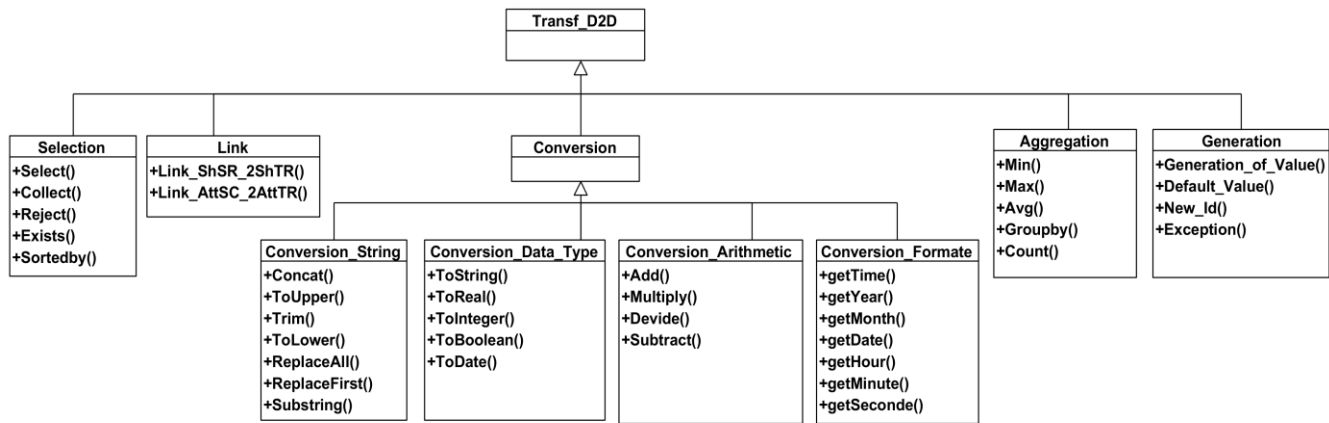 Transf_D2D
Selection
+Select()
+Collect()
+Reject()
+Exists()
+Sortedby()
Link
+Link_ShSR_2ShTR()
+Link_AttSC_2AttTR()
Conversion
Aggregation
+Min()
+Max()
+Avg()
+Groupby()
+Count()
Generation
+Generation_of_Value()
+Default_Value()
+New_Id()
+Exception()
Conversion_String
+Concat()
+ToUpper()
+Trim()
+ToLower()
+ReplaceAll()
+ReplaceFirst()
+Substring()
Conversion_Data_Type
+ToString()
+ToReal()
+ToInteger()
+ToBoolean()
+ToDate()
Conversion_Arithmetic
+Add()
+Multiply()
+Devide()
+Subtract()
Conversion_Formate
+getTime()
+getYear()
+getMonth()
+getDate()
+getHour()
+getMinute()
+getSeconde()